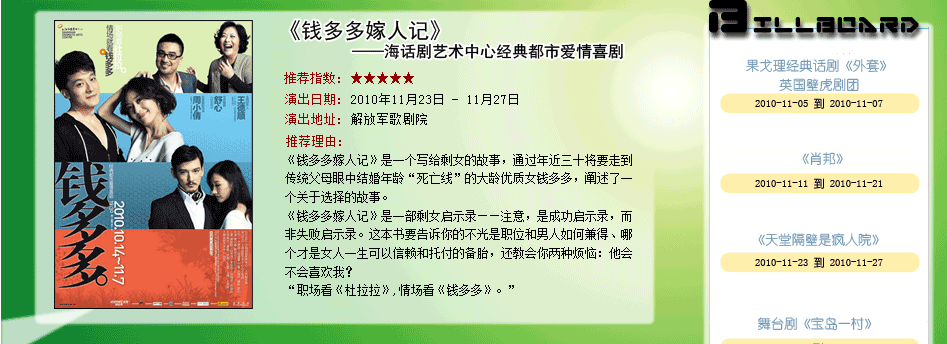 《钱多多嫁人记》
——海话剧艺术中心经典都市爱情喜剧
推荐指数：★★★★★
演出日期：2010年11月23日 - 11月27日
演出地址：解放军歌剧院
推荐理由：
《钱多多嫁人记》是一个写给剩女的故事，通过年近三十将要走到
传统父母眼中结婚年龄“死亡线”的大龄优质女钱多多，阐述了一
个关于选择的故事。
《钱多多嫁人记》是一部剩女启示录——注意，是成功启示录，而
非失败启示录。这本书要告诉你的不光是职位和男人如何兼得、哪
个才是女人一生可以信赖和托付的备胎，还教会你两种烦恼：他会
不会喜欢我？
“职场看《杜拉拉》,情场看《钱多多》。”
周小倩
舒心
王德顺
钱多多。
2010.10.14~11.7
BILLBOARD
果戈理经典话剧《外套》
英国壁虎剧团
2010-11-05 到 2010-11-07
《肖邦》
2010-11-11 到 2010-11-21
《天堂隔壁是疯人院》
2010-11-23 到 2010-11-27
舞台剧《宝岛一村》